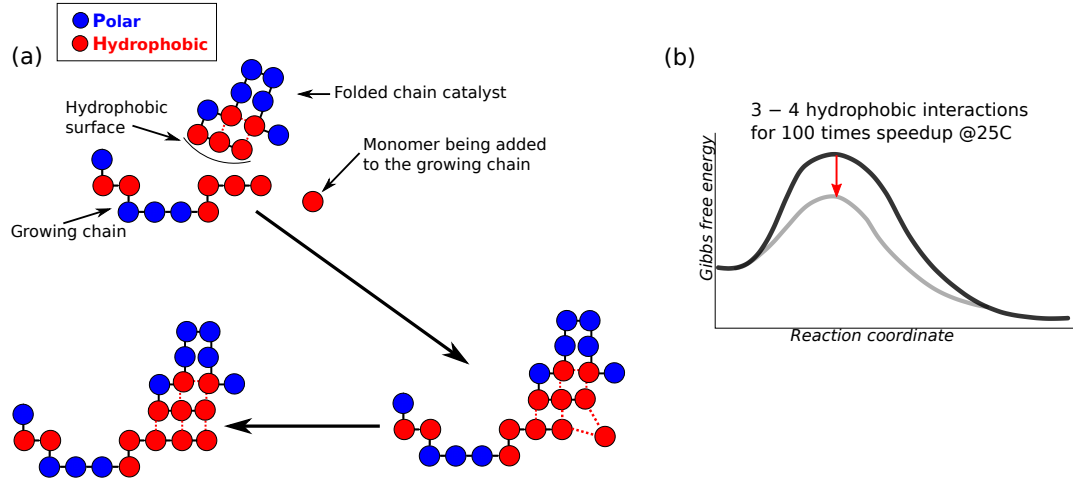 Polar
Hydrophobic
(a)
Hydrophobic
surface
Folded chain catalyst
Monomer being added
to the growing chain
Growing chain
(b)
3 − 4 hydrophobic interactions
for 100 times speedup @25C
Gibbs free energy
Reaction coordinate